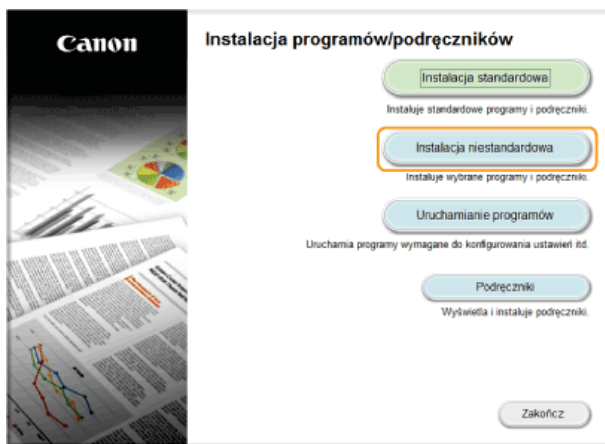 Canon
Instalacja programów/podręczników
Instalacja standardowa
Instaluje standardowe programy i podręczniki.
Instalacja niestandardowa
Instaluje wybrane programy i podręczniki.
Uruchamianie programów
Uruchamia programy wymagane do konfigurowania ustawień itd.
Podręczniki
Wyświetla i instaluje podręczniki.
Zakończ